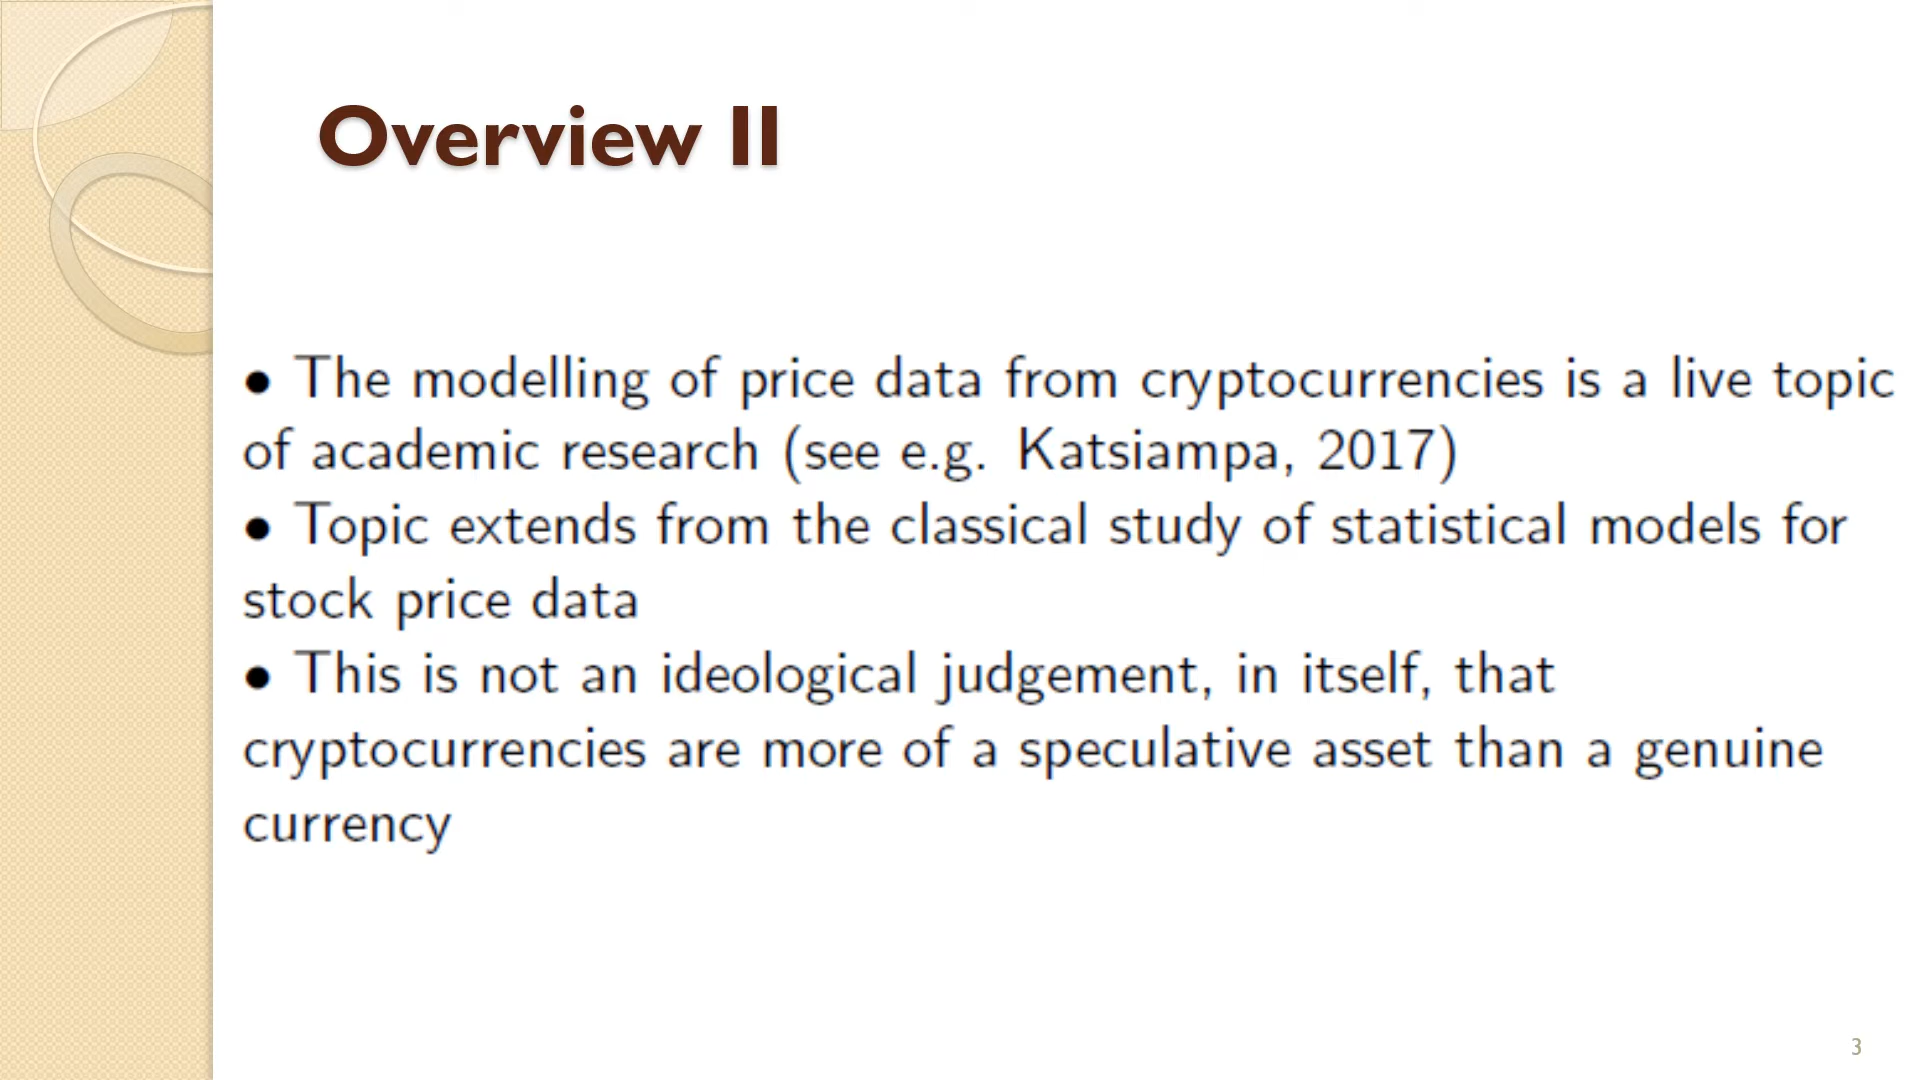 Overview II
● The modelling of price data from cryptocurrencies is a live topic
of academic research (see e.g. Katsiampa, 2017)
● Topic extends from the classical study of statistical models for
stock price data
● This is not an ideological judgement, in itself, that
cryptocurrencies are more of a speculative asset than a genuine
currency
3